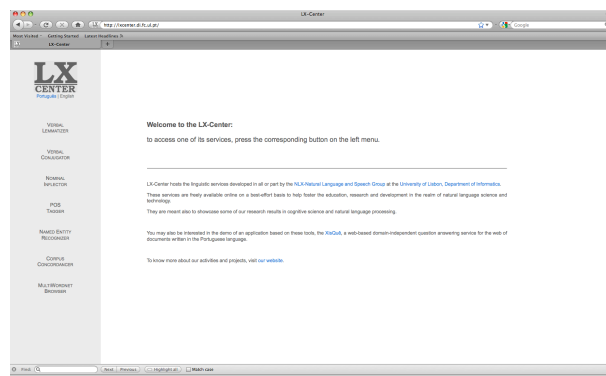 LX-Center
http://lxcenter.di.fc.ul.pt/
Google
Most Visited Getting Started Latest Headlines
LX-Center
LX
CENTER
Português | English
VERBAL
LEMMATIZER
VERBAL
CONJUGATOR
NOMINAL
INFLECTOR
POS
TAGGER
NAMED ENTITY
RECOGNIZER
CORPUS
CONCORDANCER
MULTIWORDNET
BROWSER
Welcome to the LX-Center:
to access one of its services, press the corresponding button on the left menu.
LX-Center hosts the linguistic services developed in all or part by the NLX-Natural Language and Speech Group at the University of Lisbon, Department of Informatics.
These services are freely available online on a best-effort basis to help foster the education, research and development in the realm of natural language science and
technology.
They are meant also to showcase some of our research results in cognitive science and natural language processing.
You may also be interested in the demo of an application based on these tools, the XisQuê, a web-based domain-independent question answering service for the web of
documents written in the Portuguese language.
To know more about our activities and projects, visit our website.
Find: Next Previous Highlight all Match case